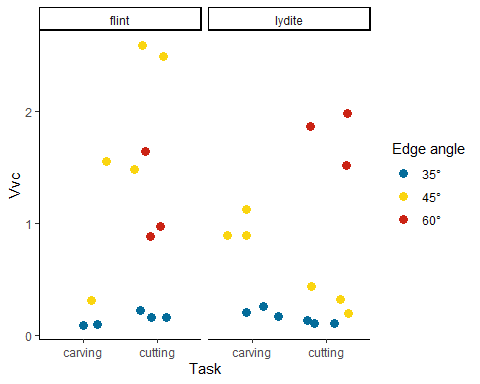 flint
lydite
Vvc
2
1
0
carving
cutting
carving
cutting
Task
Edge angle
35°
45°
60°